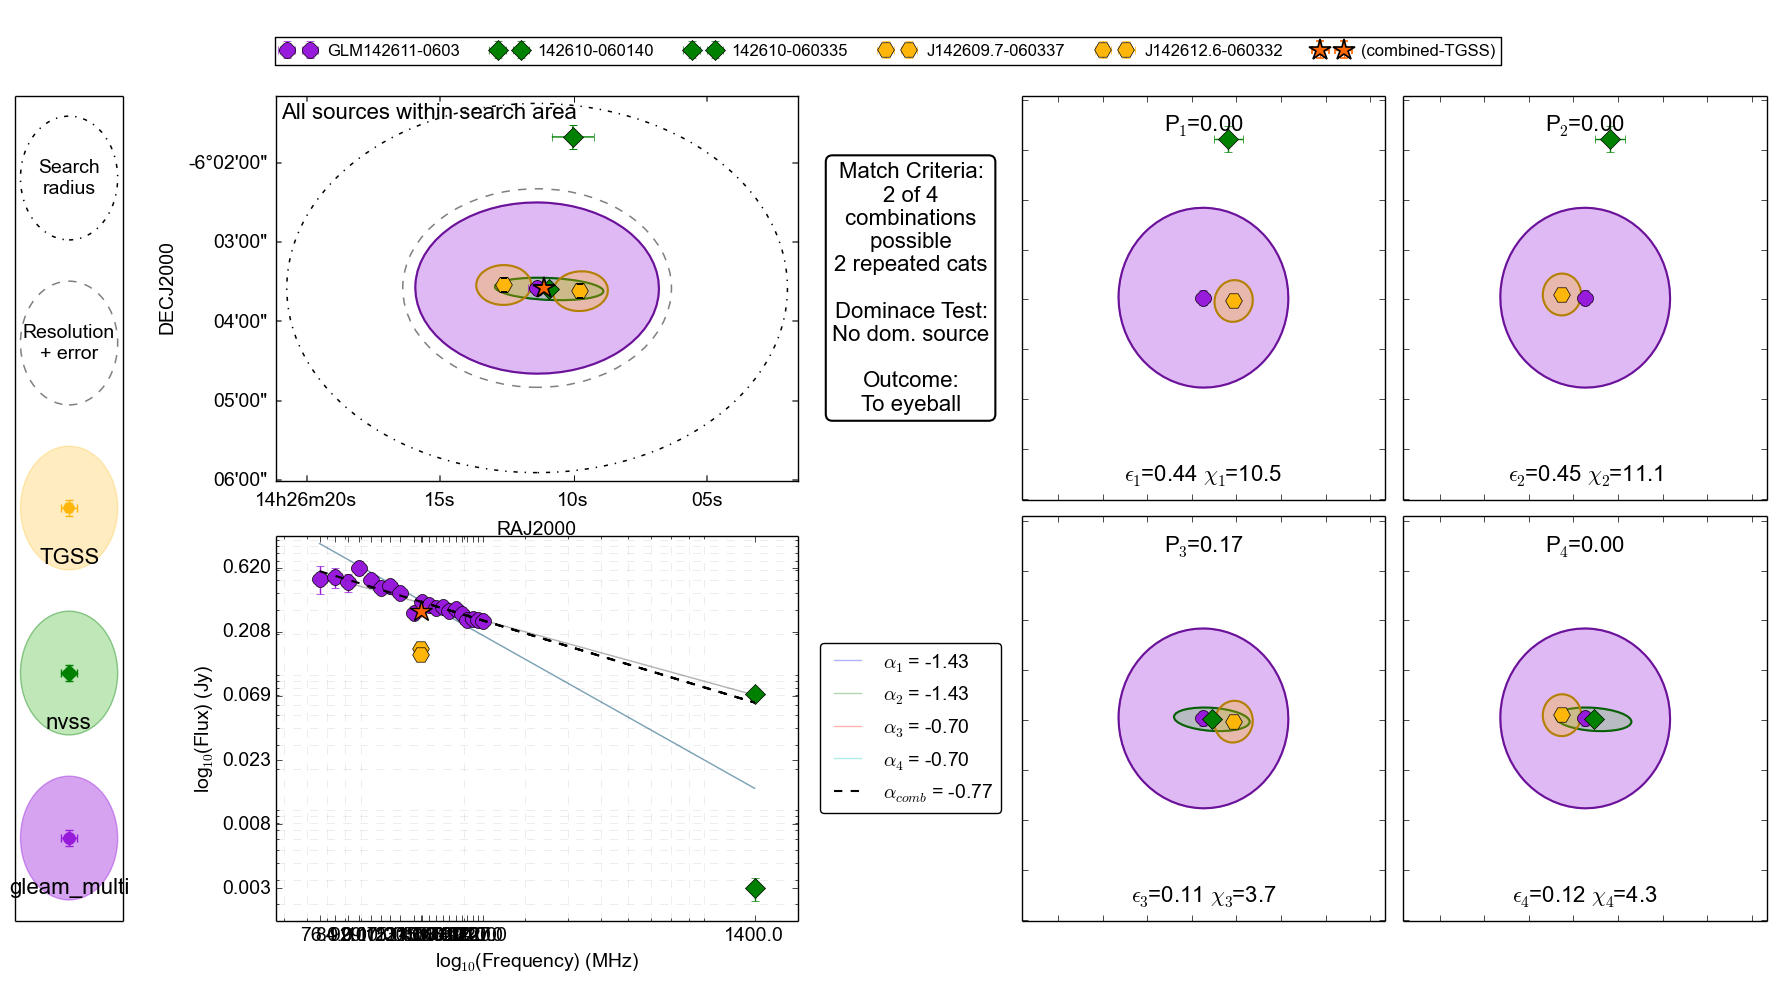 GLM142611-0603 142610-060140 142610-060335 J142609.7-060337 J142612.6-060332 (combined-TGSS)
Search
radius
Resolution
+ error
TGSS
nvss
gleam_multi
All sources within search area
DECJ2000
-6°02'00"
03'00"
04'00"
05'00"
06'00"
14h26m20s 15s 10s 05s
RAJ2000
Match Criteria:
2 of 4
combinations
possible
2 repeated cats
Dominace Test:
No dom. source
Outcome:
To eyeball
P1=0.00
ϵ1=0.44 χ1=10.5
P2=0.00
ϵ2=0.45 χ2=11.1
log10(Flux) (Jy)
0.620
0.208
0.069
0.023
0.008
0.003
1400.0
log10(Frequency) (MHz)
α1 = -1.43
α2 = -1.43
α3 = -0.70
α4 = -0.70
αcomb = -0.77
P3=0.17
ϵ3=0.11 χ3=3.7
P4=0.00
ϵ4=0.12 χ4=4.3